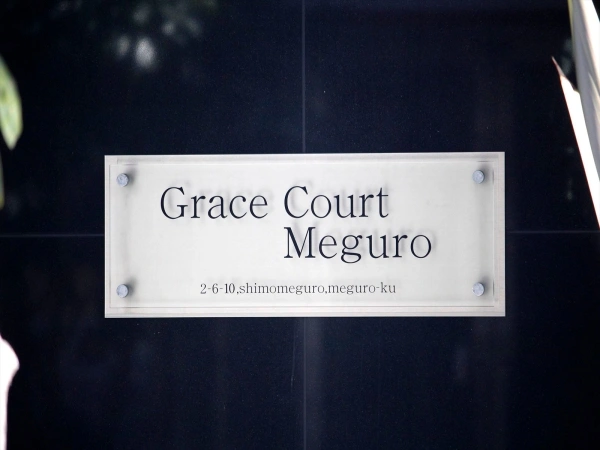 Grace Court
Meguro
2-6-10,shimomeguro,meguro-ku